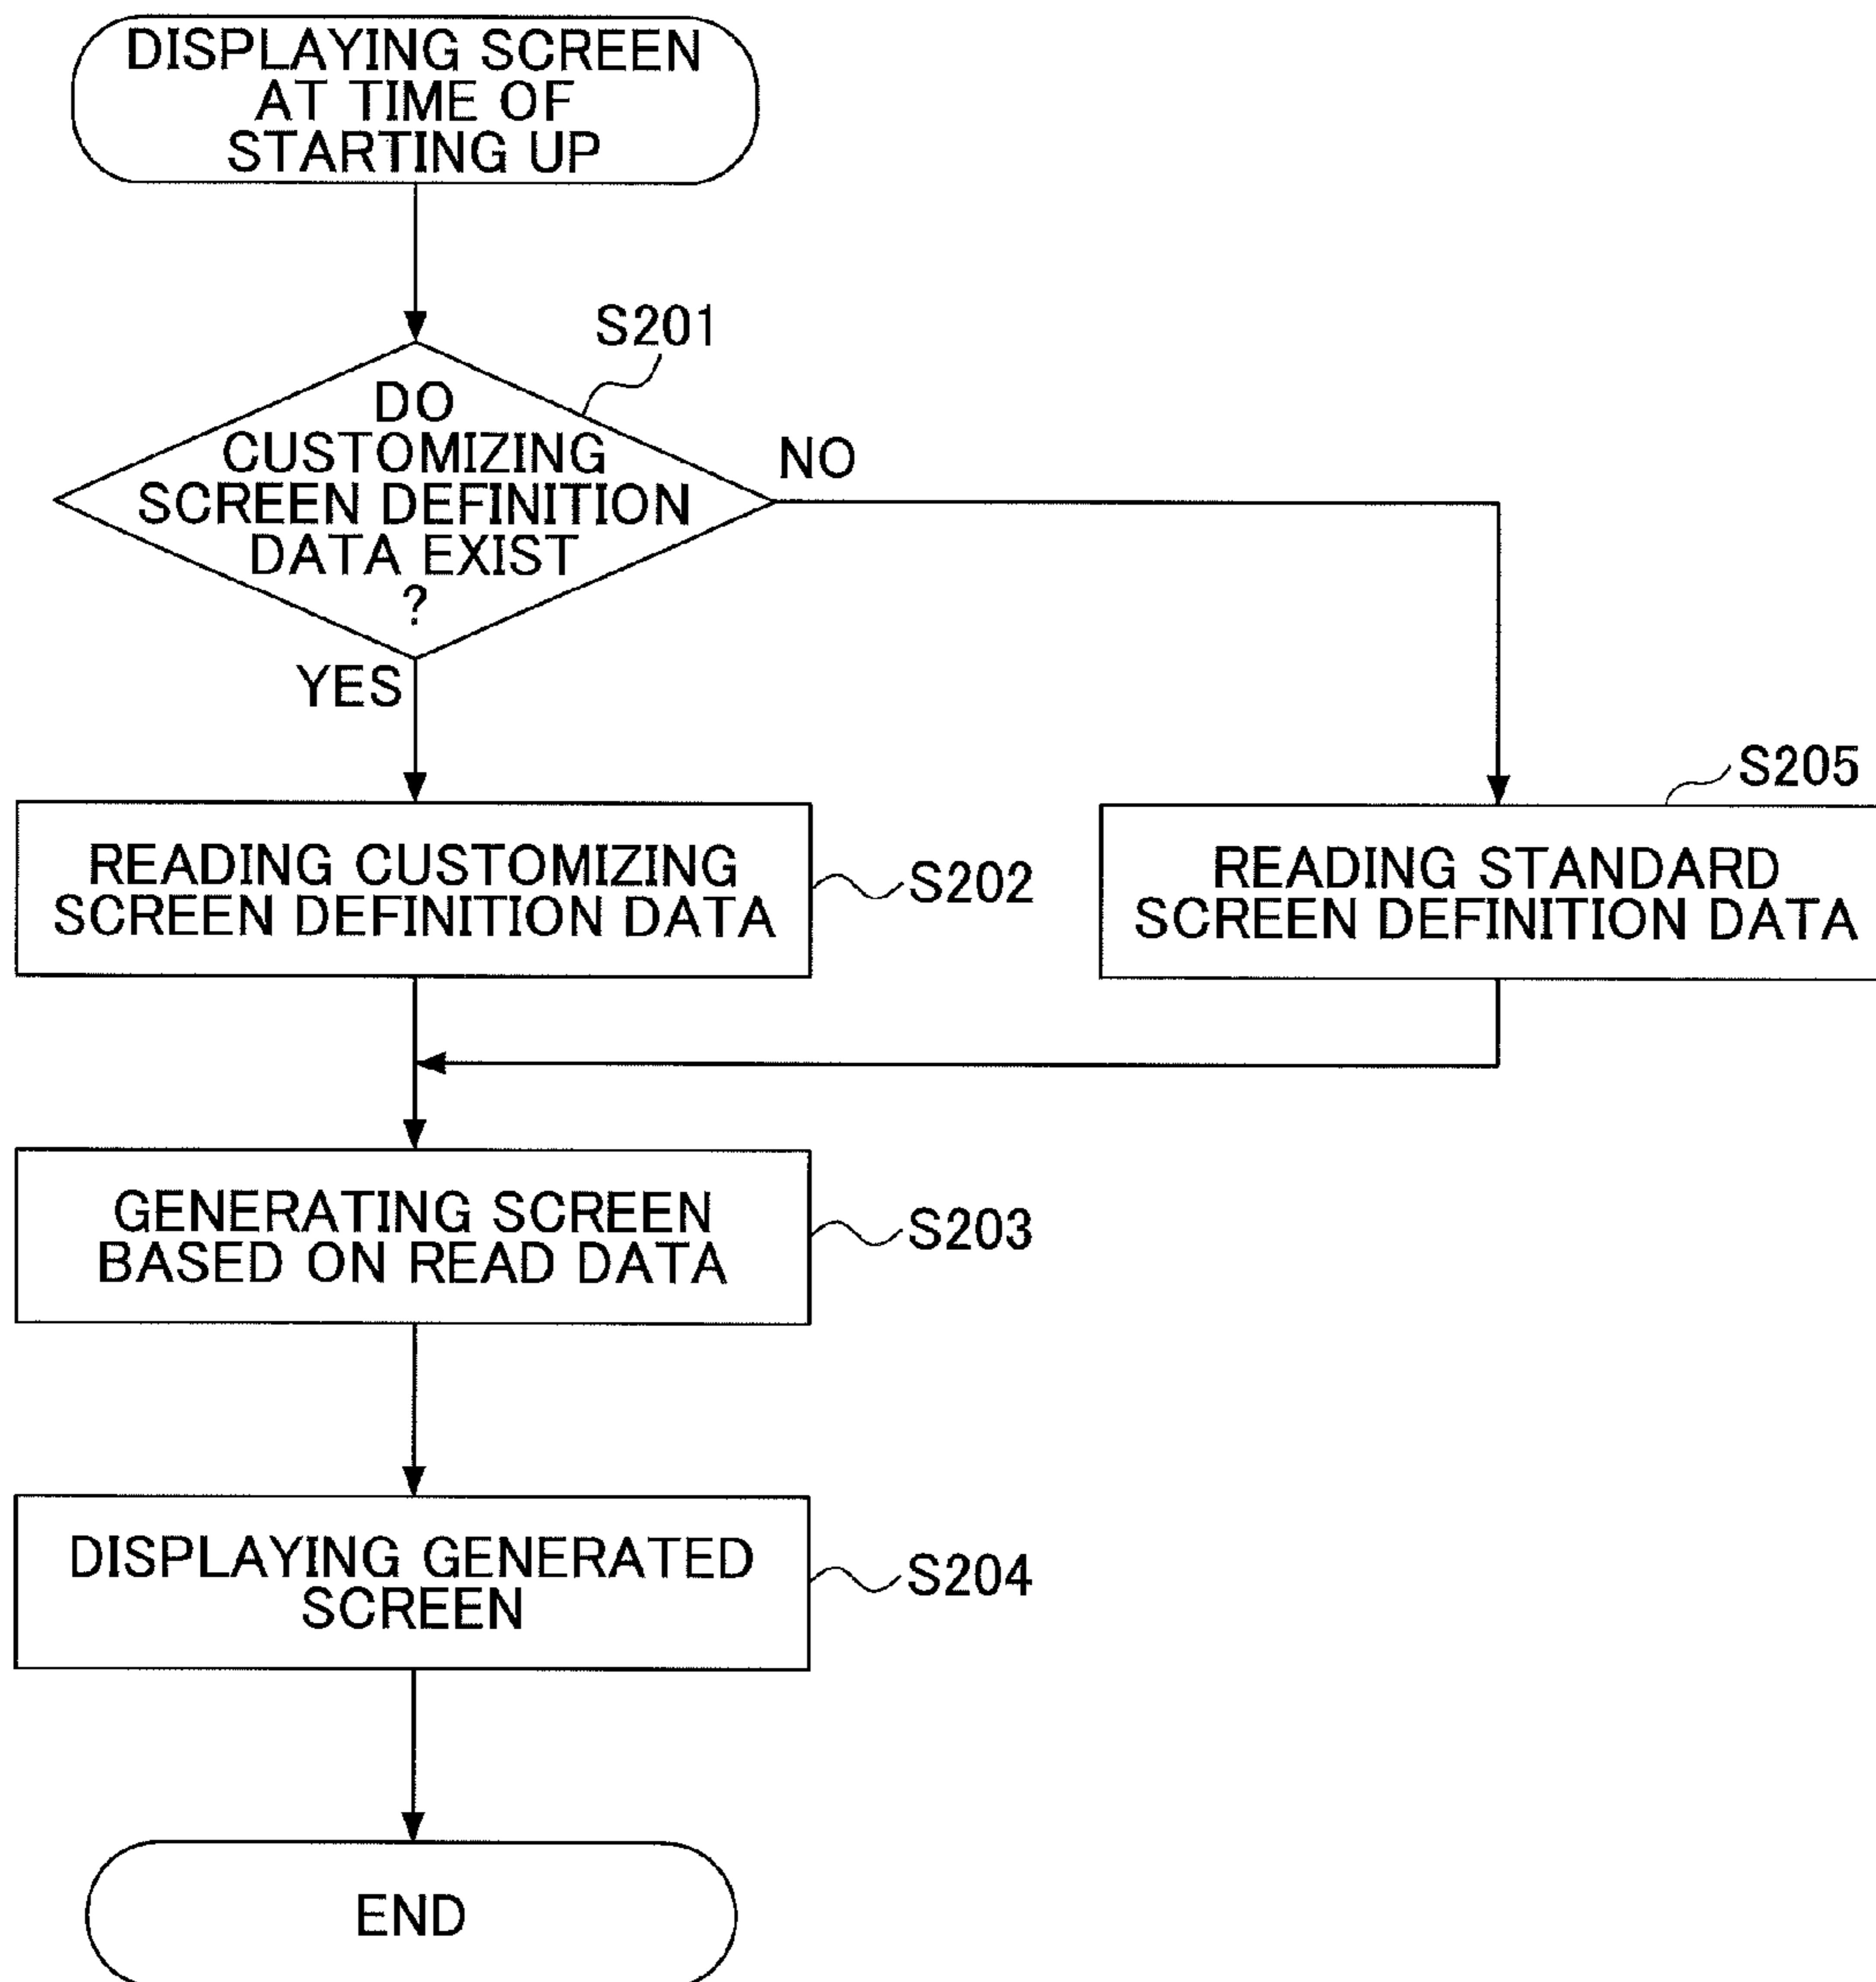 DISPLAYING SCREEN
AT TIME OF
STARTING UP
S201
DO
CUSTOMIZING
SCREEN DEFINITION
DATA EXIST
?
NO
YES
S205
READING CUSTOMIZING
SCREEN DEFINITION DATA
S202
READING STANDARD
SCREEN DEFINITION DATA
GENERATING SCREEN
BASED ON READ DATA
S203
DISPLAYING GENERATED
SCREEN
S204
END